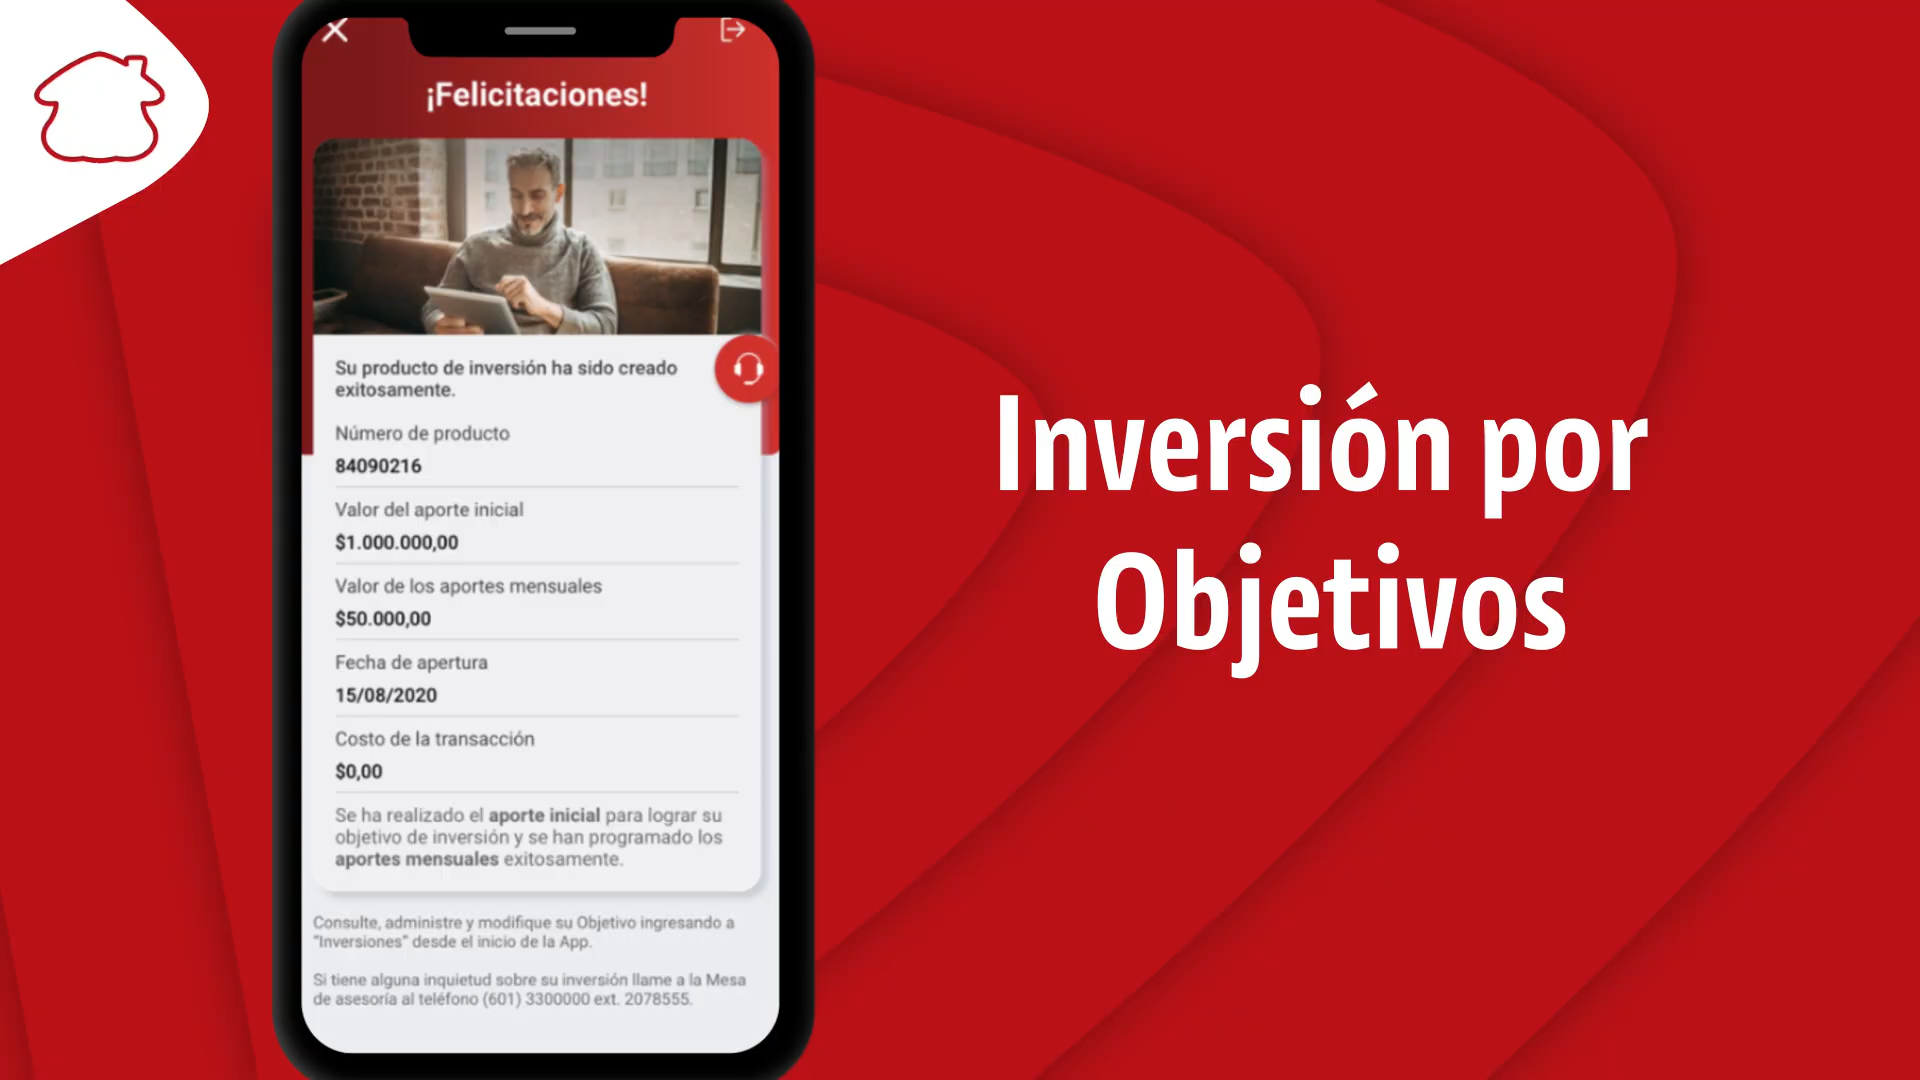 ¡Felicitaciones!
Su producto de inversión ha sido creado
exitosamente.
Número de producto
84090216
Valor del aporte inicial
$1.000.000,00
Valor de los aportes mensuales
$50.000,00
Fecha de apertura
15/08/2020
Costo de la transacción
$0,00
Se ha realizado el aporte inicial para lograr su
objetivo de inversión y se han programado los
aportes mensuales exitosamente.
Consulte, administre y modifique su Objetivo ingresando a
“Inversiones” desde el inicio de la App.
Si tiene alguna inquietud sobre su inversión llame a la Mesa
de asesoría al teléfono (601) 3300000 ext. 2078555.
Inversión por
Objetivos